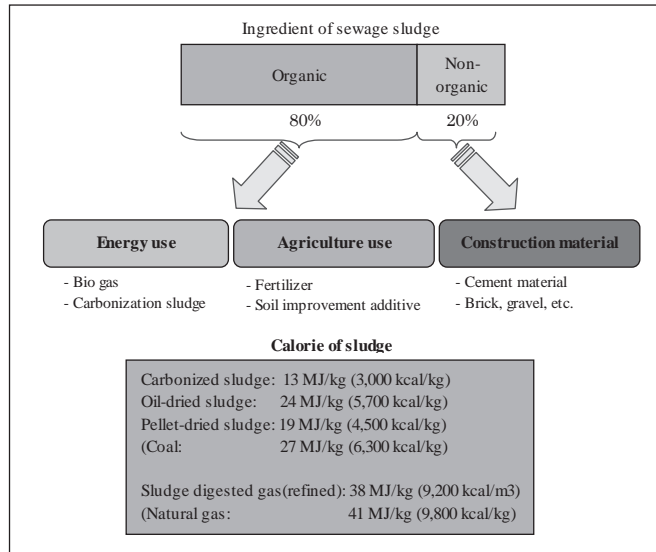 Ingredient of sewage sludge
Organic
Non-
organic
80%
20%
Energy use
- Bio gas
- Carbonization sludge
Agriculture use
- Fertilizer
- Soil improvement additive
Construction material
- Cement material
- Brick, gravel, etc.
Calorie of sludge
Carbonized sludge: 13 MJ/kg (3,000 kcal/kg)
Oil-dried sludge: 24 MJ/kg (5,700 kcal/kg)
Pellet-dried sludge: 19 MJ/kg (4,500 kcal/kg)
(Coal: 27 MJ/kg (6,300 kcal/kg)
Sludge digested gas(refined): 38 MJ/kg (9,200 kcal/m3)
(Natural gas: 41 MJ/kg (9,800 kcal/kg)